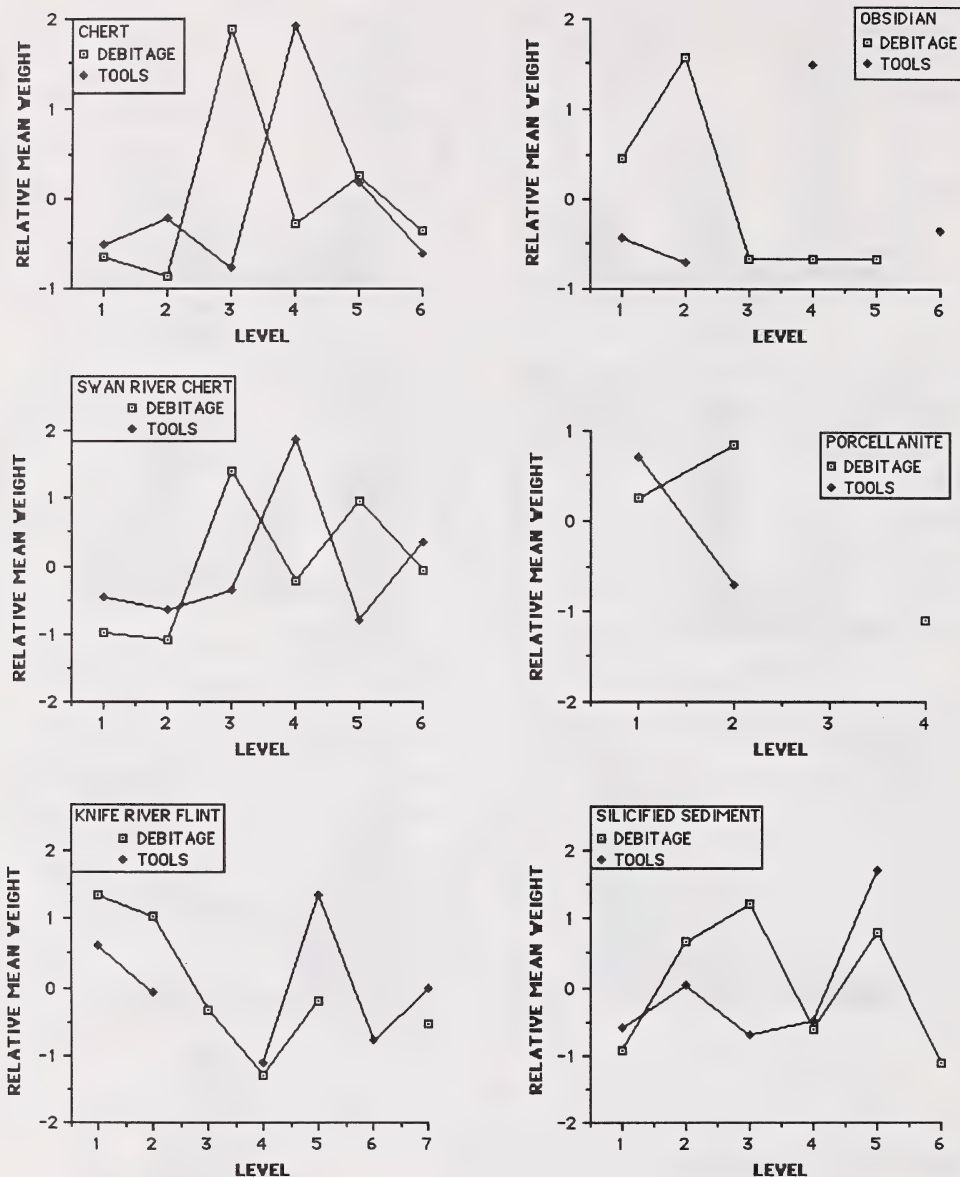 CHERT
DEBITAGE
TOOLS
RELATIVE MEAN WEIGHT
2
1
0
-1
1 2 3 4 5 6
LEVEL
OBSIDIAN
DEBITAGE
TOOLS
RELATIVE MEAN WEIGHT
2
1
0
-1
1 2 3 4 5 6
LEVEL
SWAN RIVER CHERT
DEBITAGE
TOOLS
RELATIVE MEAN WEIGHT
2
1
0
-1
-2
1 2 3 4 5 6
LEVEL
PORCELLANITE
DEBITAGE
TOOLS
RELATIVE MEAN WEIGHT
1
0
-1
-2
1 2 3 4
LEVEL
KNIFE RIVER FLINT
DEBITAGE
TOOLS
RELATIVE MEAN WEIGHT
2
1
0
-1
-2
1 2 3 4 5 6 7
LEVEL
SILICIFIED SEDIMENT
DEBITAGE
TOOLS
RELATIVE MEAN WEIGHT
2
1
0
-1
-2
1 2 3 4 5 6
LEVEL